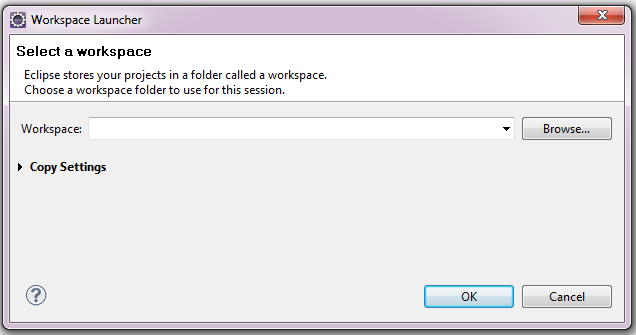 Workspace Launcher
Select a workspace
Eclipse stores your projects in a folder called a workspace.
Choose a workspace folder to use for this session.
Workspace:
Browse...
Copy Settings
?
OK
Cancel